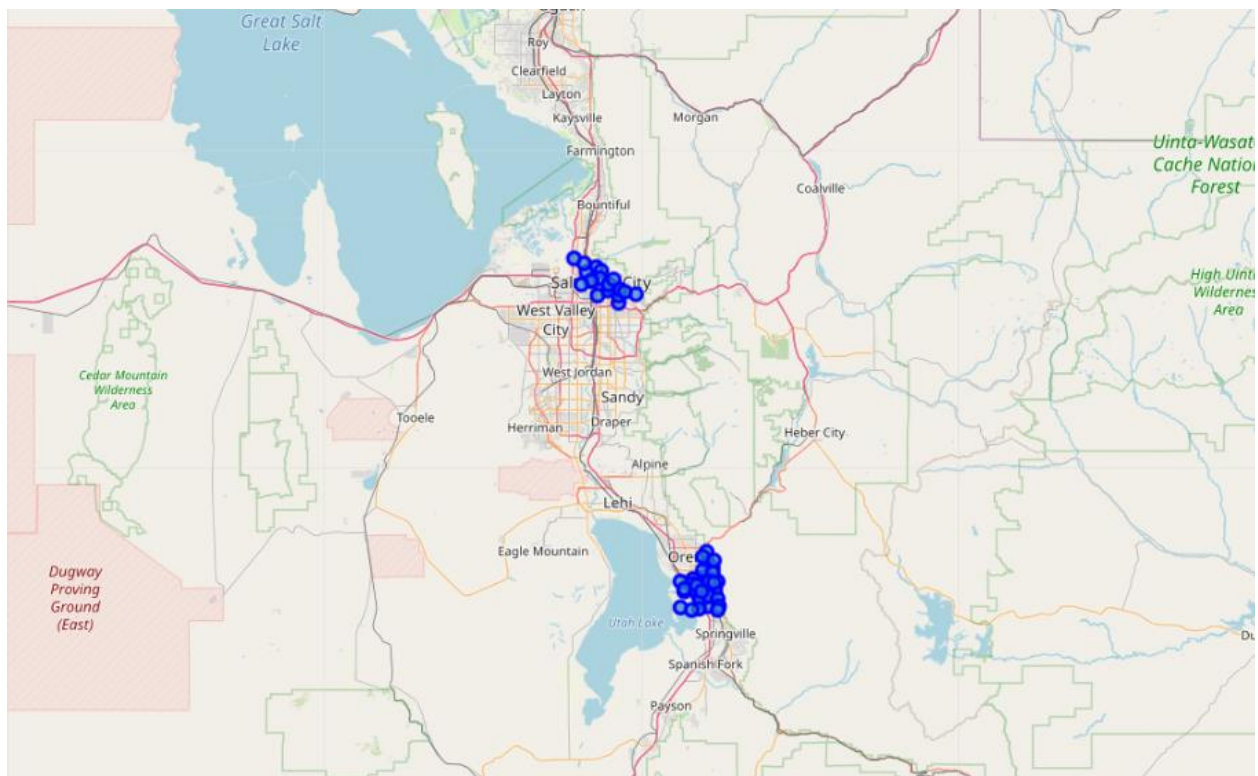 Great Salt
Lake
Roy
Clearfield
Layton
Kaysville
Morgan
Farmington
Uinta-Wasat
Cache Nation
Forest
Coalville
Bountiful
High Uint
Wilderness
Area
West Valley
City
Cedar Mountain
Wilderness
Area
West Jordan
Sandy
Tooele
Herriman
Draper
Heber City
Alpine
Lehi
Eagle Mountain
Dugway
Proving
Ground
(East)
Utah Lake
Springville
Du
Spanish Fork
Payson